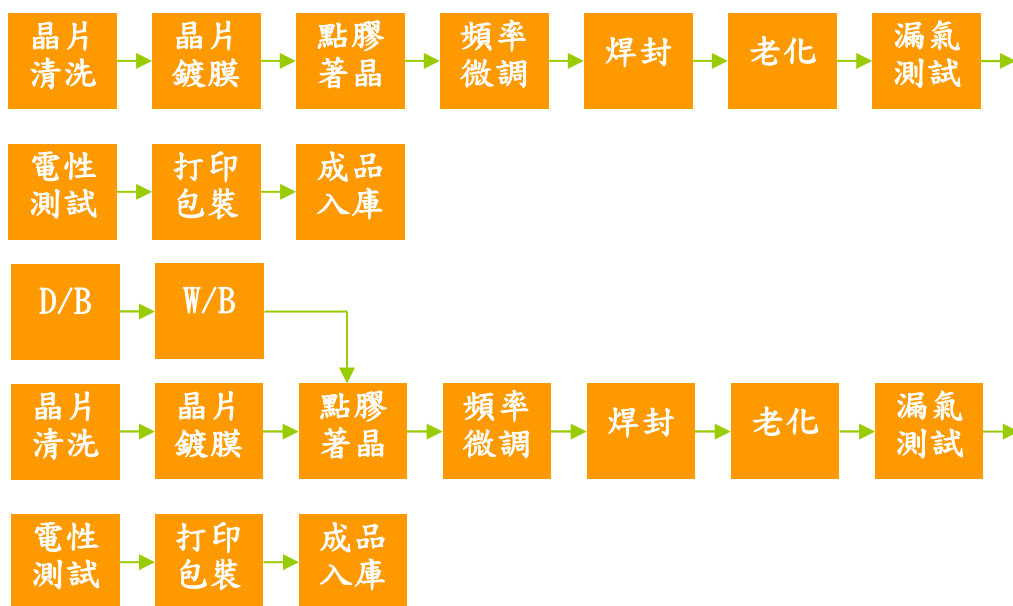 晶片
清洗
晶片
鍍膜
點膠
著晶
頻率
微調
焊封
老化
漏氣
測試
電性
測試
打印
包裝
成品
入庫
D/B
W/B
晶片
清洗
晶片
鍍膜
點膠
著晶
頻率
微調
焊封
老化
漏氣
測試
電性
測試
打印
包裝
成品
入庫